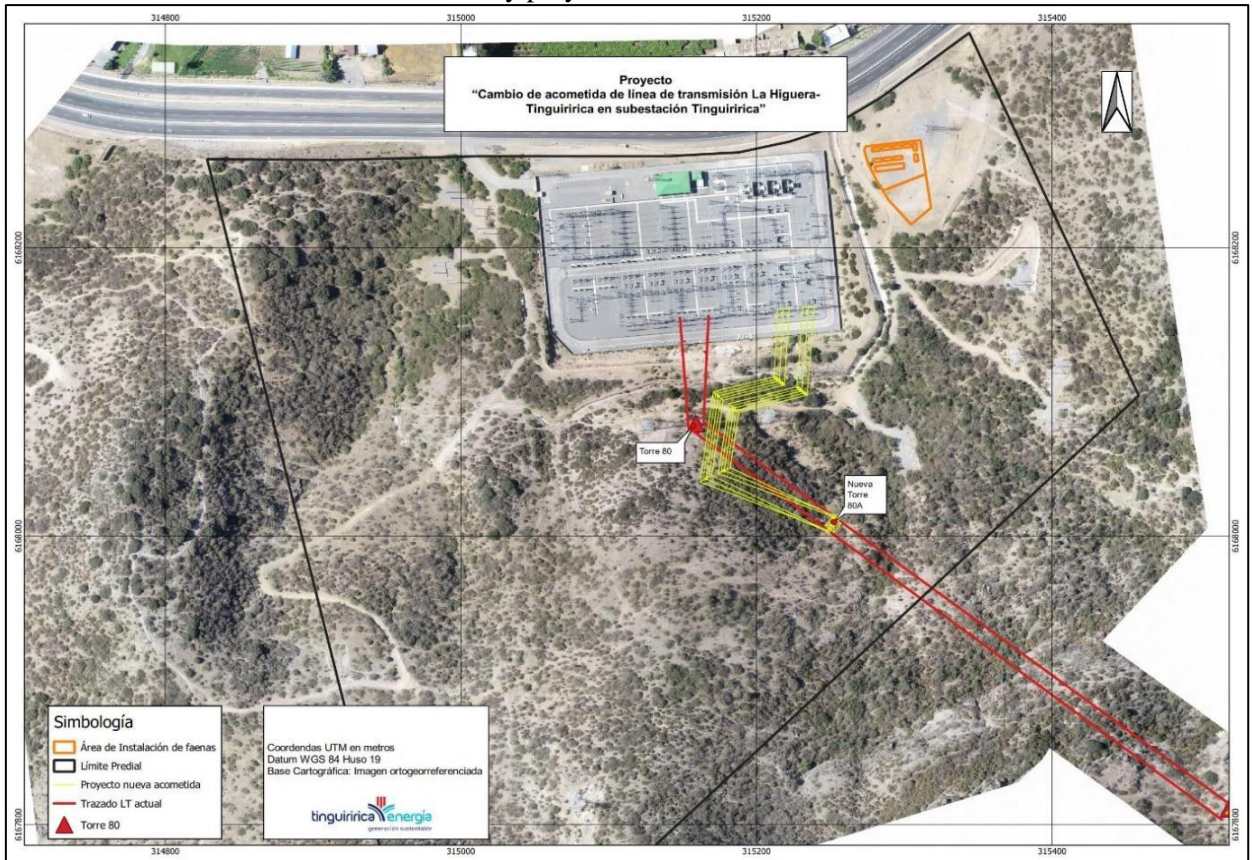 314800
315000
315200
315400
Proyecto
“Cambio de acometida de línea de transmisión La Higuera-
Tinguiririca en subestación Tinguiririca”
6168200
6168200
Torre 80
Nueva
Torre
80A
6168000
6168000
Simbología
Área de Instalación de faenas
Límite Predial
Proyecto nueva acometida
Trazado LT actual
Torre 80
Coordendas UTM en metros
Datum WGS 84 Huso 19
Base Cartográfica: Imagen ortogeorreferenciada
tinguiririca energía
generación sustentable
6167800
6167800
314800
315000
315200
315400